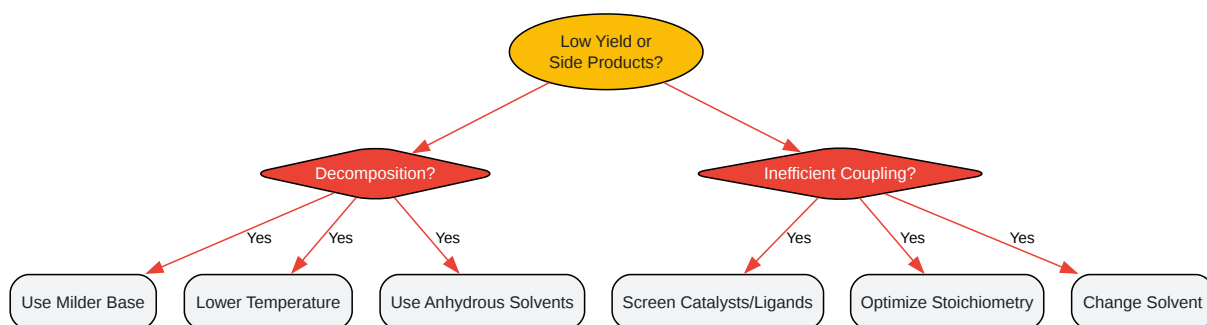 Low Yield or
Side Products?
Decomposition?
Inefficient Coupling?
Yes
Yes
Yes
Yes
Yes
Yes
Use Milder Base
Lower Temperature
Use Anhydrous Solvents
Screen Catalysts/Ligands
Optimize Stoichiometry
Change Solvent